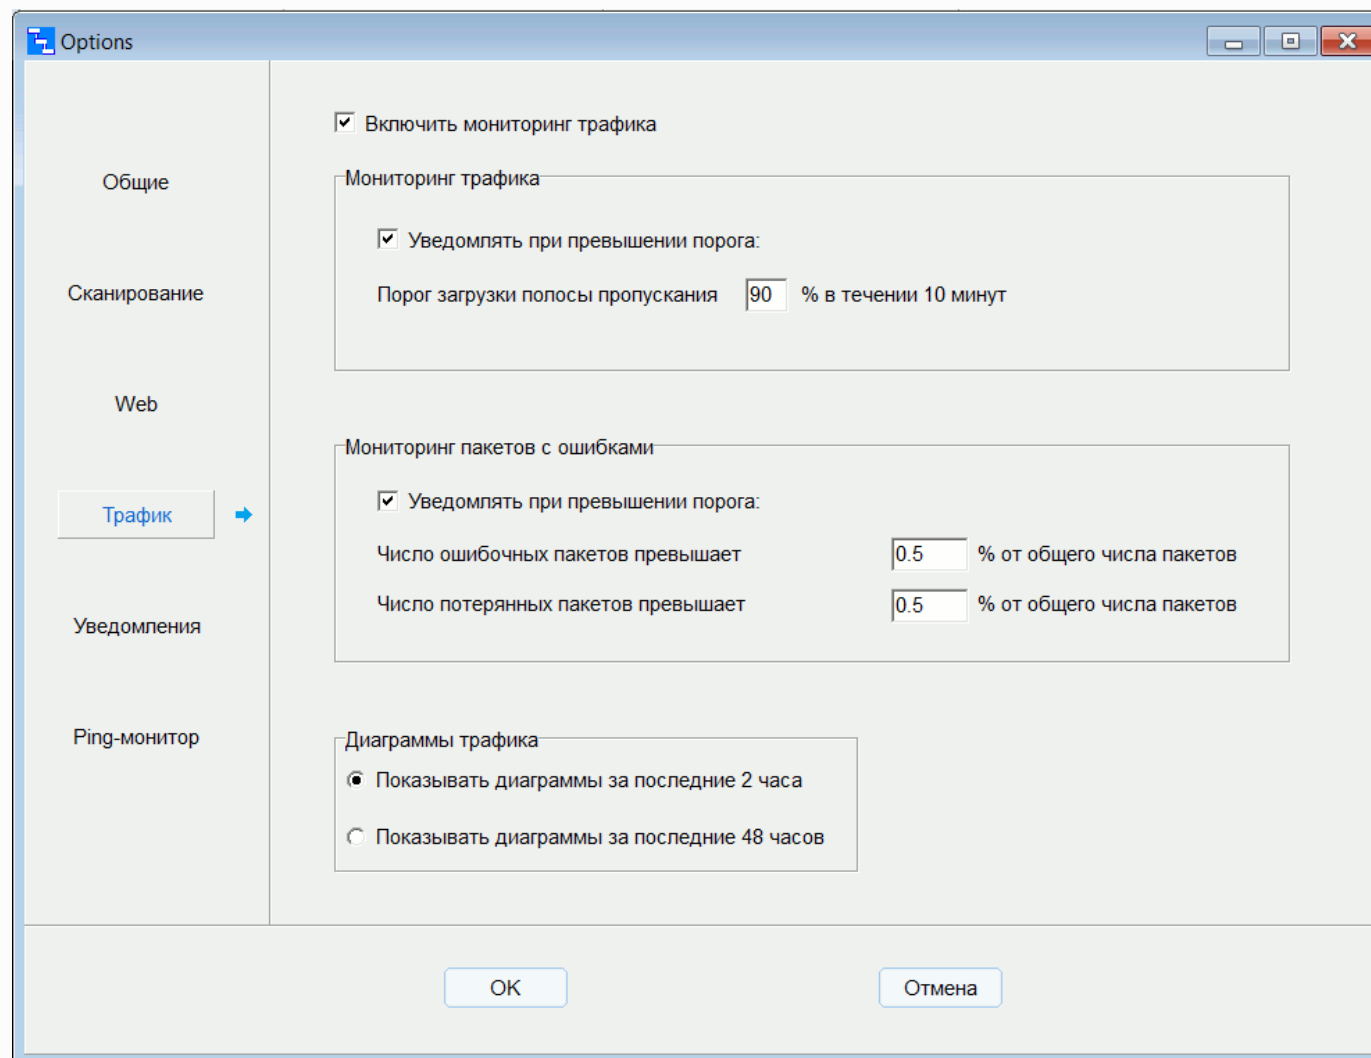 Options
Общие
Сканирование
Web
Трафик
Уведомления
Ping-монитор
Включить мониторинг трафика
Мониторинг трафика
Уведомлять при превышении порога:
Порог загрузки полосы пропускания 90 % в течении 10 минут
Мониторинг пакетов с ошибками
Уведомлять при превышении порога:
Число ошибочных пакетов превышает 0.5 % от общего числа пакетов
Число потерянных пакетов превышает 0.5 % от общего числа пакетов
Диаграммы трафика
Показывать диаграммы за последние 2 часа
Показывать диаграммы за последние 48 часов
OK Отмена